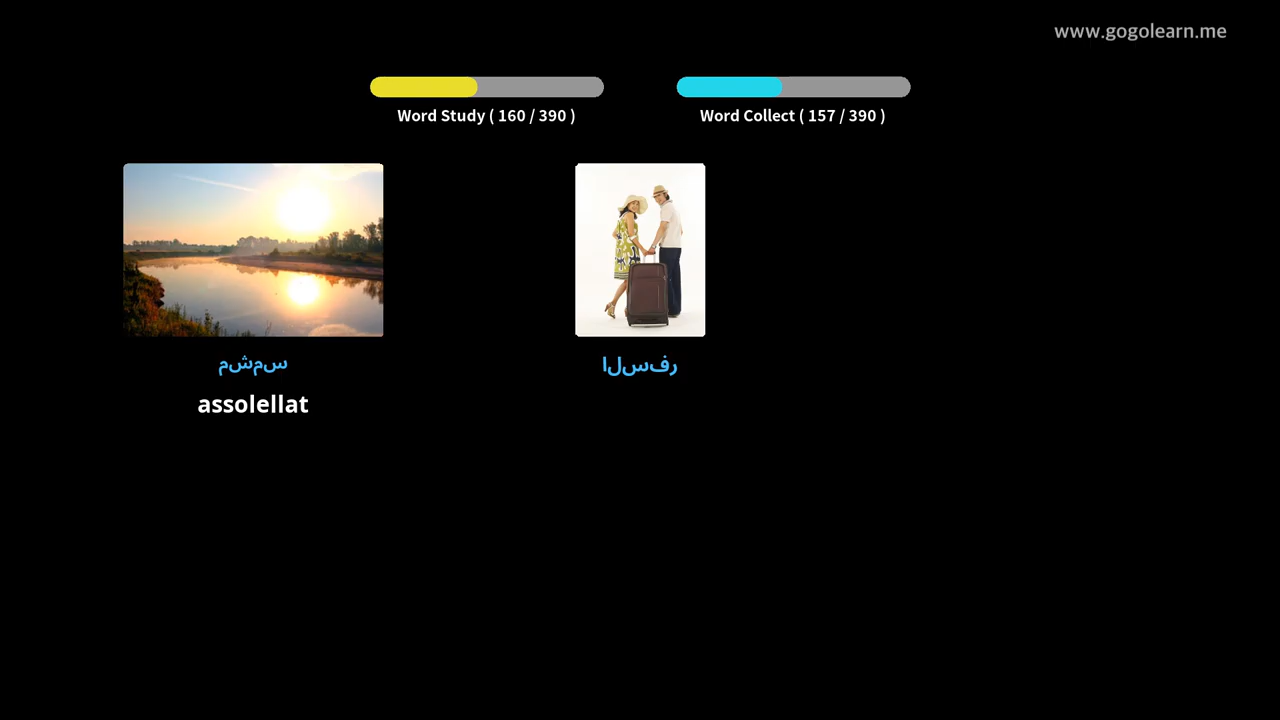 www.gogolearn.me
Word Study ( 160 / 390 )
Word Collect ( 157 / 390 )
مشمس
السفر
assolellat